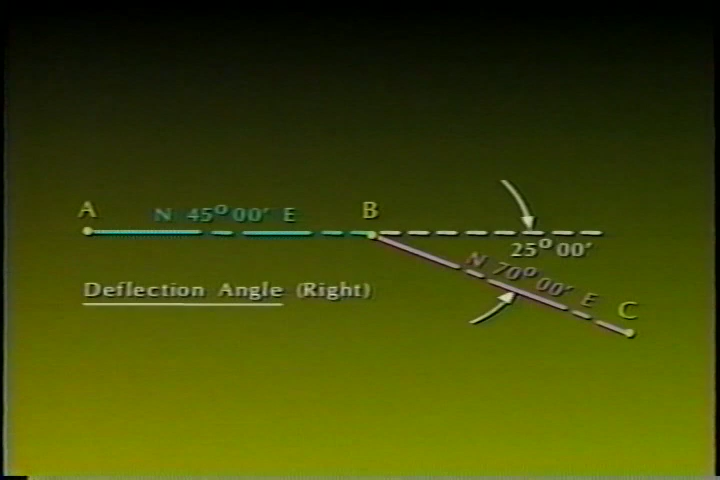 A
N 45° 00' E
B
25° 00'
N 70° 00' E
C
Deflection Angle (Right)